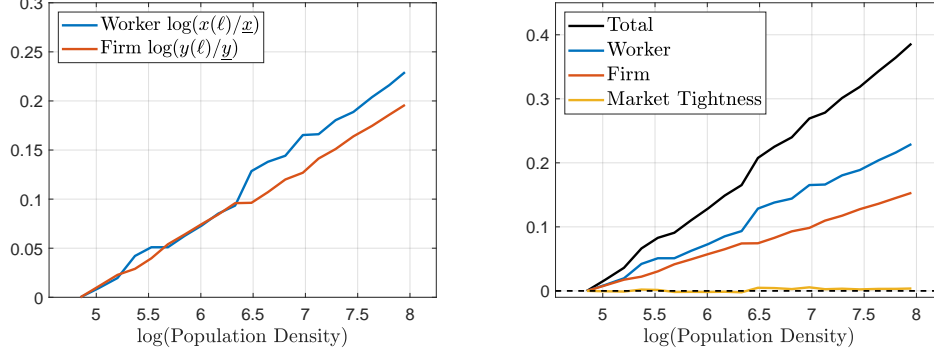 0.3
0.25
0.2
0.15
0.1
0.05
0
Worker log(x(ℓ)/x̲)
Firm log(y(ℓ)/y̲)
5 5.5 6 6.5 7 7.5 8
log(Population Density)
0.4
0.3
0.2
0.1
0
Total
Worker
Firm
Market Tightness
5 5.5 6 6.5 7 7.5 8
log(Population Density)